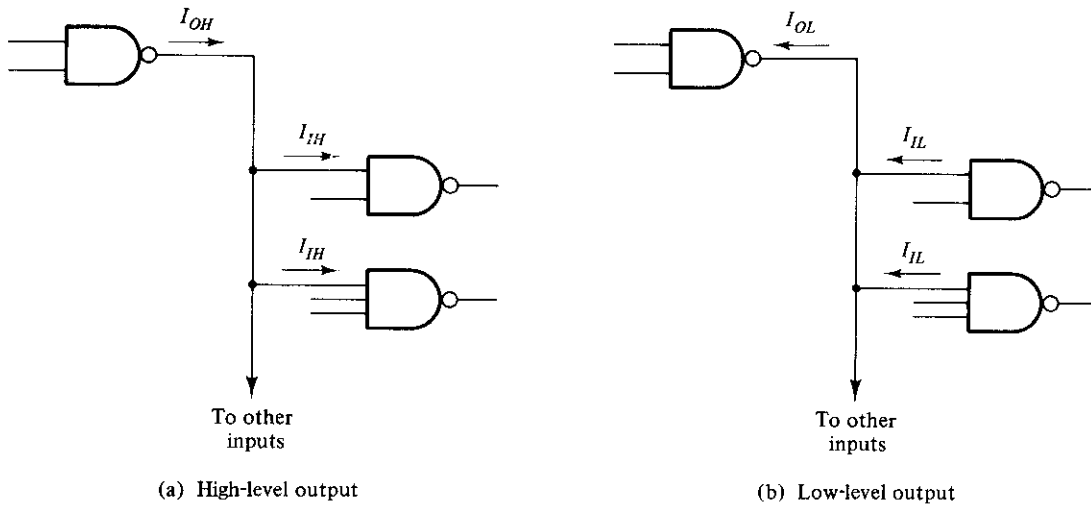 I_OH
I_OL
I_IH
I_IL
I_IH
I_IL
To other
inputs
To other
inputs
(a) High-level output
(b) Low-level output